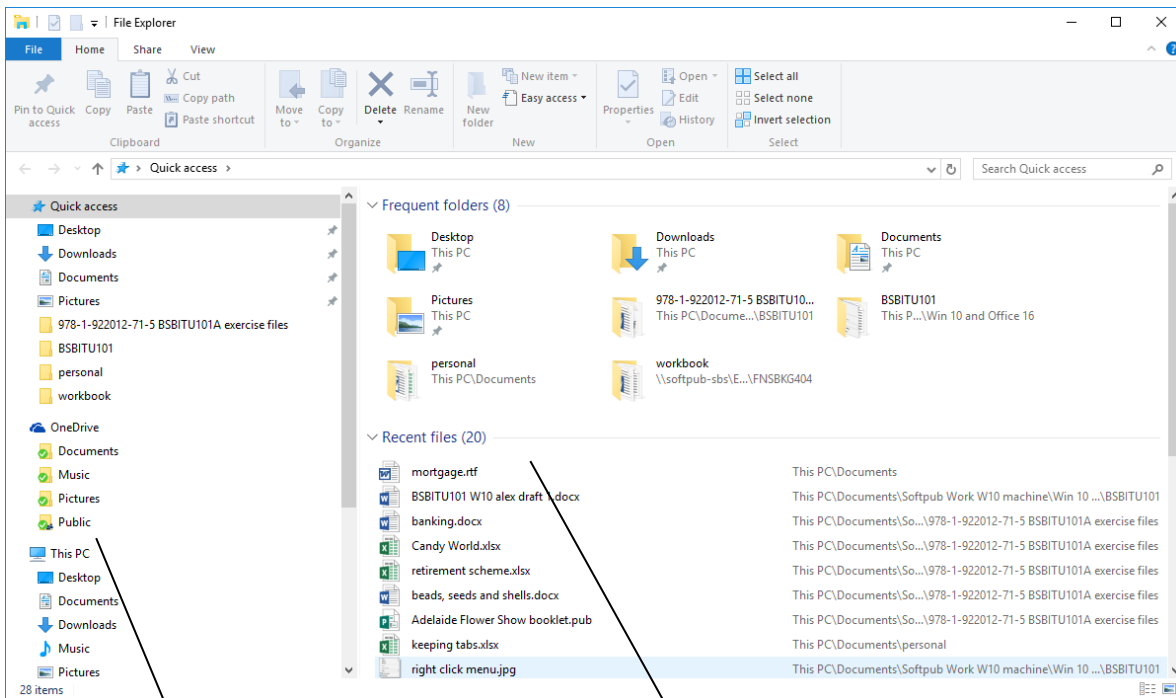 File Explorer
File Home Share View
Pin to Quick access
Copy
Paste
Cut
Copy path
Paste shortcut
Clipboard
Move to
Copy to
Delete
Rename
Organize
New folder
New item
Easy access
New
Properties
Open
Edit
History
Open
Select all
Select none
Invert selection
Select
Quick access
Search Quick access
Quick access
Desktop
Downloads
Documents
Pictures
978-1-922012-71-5 BSBITU101A exercise files
BSBITU101
personal
workbook
OneDrive
Documents
Music
Pictures
Public
This PC
Desktop
Documents
Downloads
Music
Pictures
28 items
Frequent folders (8)
Desktop
This PC
Downloads
This PC
Documents
This PC
Pictures
This PC
978-1-922012-71-5 BSBITU10...
This PC\Docume...\BSBITU101
BSBITU101
This P...\Win 10 and Office 16
personal
This PC\Documents
workbook
\\softpub-sbs\E...\FNSBKG404
Recent files (20)
mortgage.rtf This PC\Documents
BSBITU101 W10 alex draft 1.docx This PC\Documents\Softpub Work W10 machine\Win 10 ...\BSBITU101
banking.docx This PC\Documents\So...\978-1-922012-71-5 BSBITU101A exercise files
Candy World.xlsx This PC\Documents\So...\978-1-922012-71-5 BSBITU101A exercise files
retirement scheme.xlsx This PC\Documents\So...\978-1-922012-71-5 BSBITU101A exercise files
beads, seeds and shells.docx This PC\Documents\So...\978-1-922012-71-5 BSBITU101A exercise files
Adelaide Flower Show booklet.pub This PC\Documents\So...\978-1-922012-71-5 BSBITU101A exercise files
keeping tabs.xlsx This PC\Documents\personal
right click menu.jpg This PC\Documents\Softpub Work W10 machine\Win 10 ...\BSBITU101